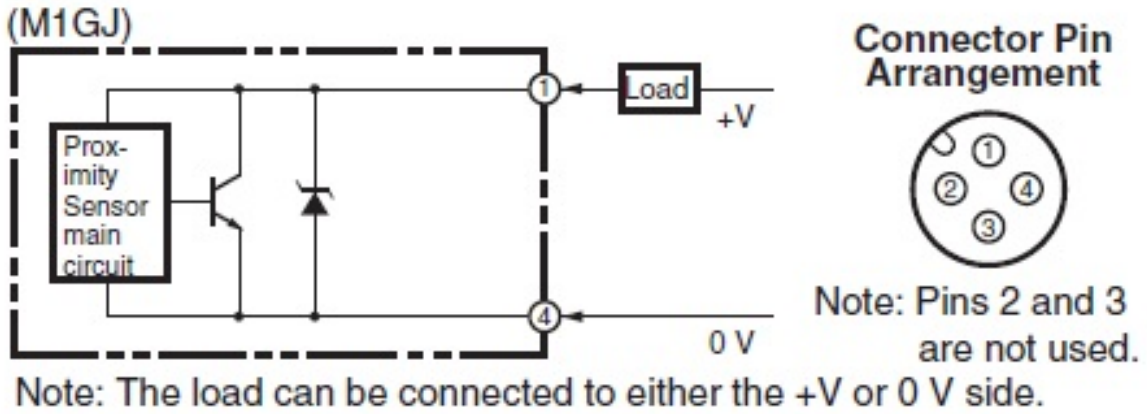 (M1GJ)
Prox-
imity
Sensor
main
circuit
1
Load
+V
4
0 V
Connector Pin
Arrangement
1
2
4
3
Note: Pins 2 and 3
are not used.
Note: The load can be connected to either the +V or 0 V side.